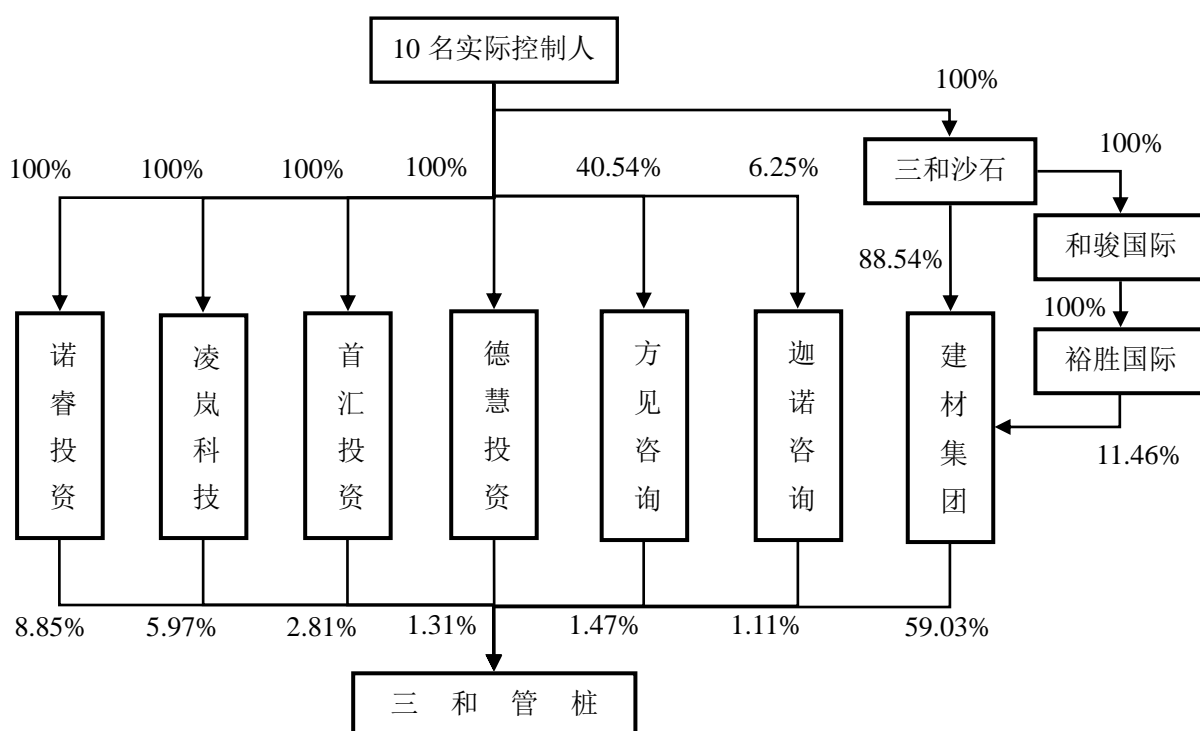 10 名实际控制人
100%
三和沙石
100%
100%
100%
100%
100%
40.54%
6.25%
和骏国际
88.54%
100%
裕胜国际
11.46%
诺睿投资
凌岚科技
首汇投资
德慧投资
方见咨询
迦诺咨询
建材集团
8.85%
5.97%
2.81%
1.31%
1.47%
1.11%
59.03%
三 和 管 桩